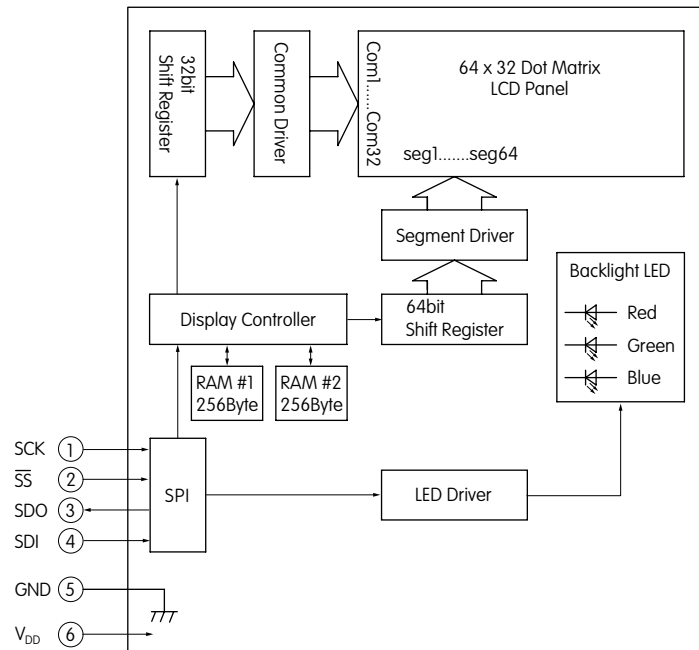 32bit
Shift Register
Common Driver
Com1......Com32
64 x 32 Dot Matrix
LCD Panel
seg1.......seg64
Segment Driver
Backlight LED
Red
Green
Blue
Display Controller
64bit
Shift Register
RAM #1
256Byte
RAM #2
256Byte
SCK 1
S̅S̅ 2
SDO 3
SDI 4
SPI
LED Driver
GND 5
V_DD 6